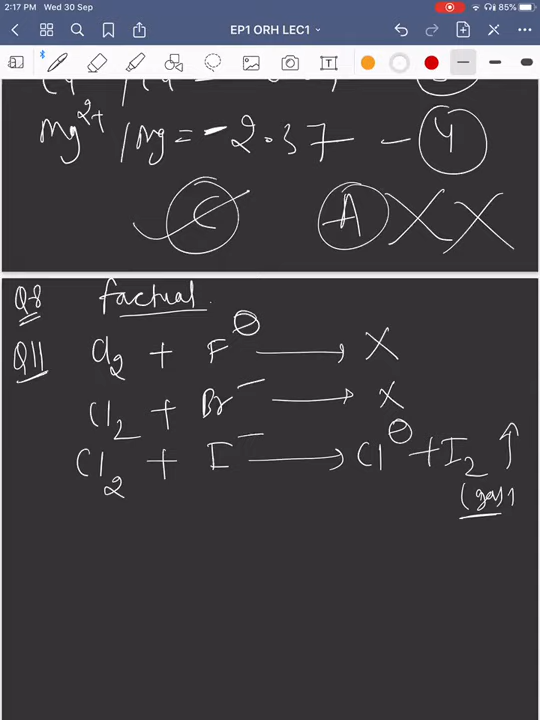 2:17 PM Wed 30 Sep
85%
EP1 ORH LEC1
Mg2+ /Mg = -2.37 - 4
C A
Q8 factual.
Q11 Cl2 + F⊖ → X
Cl2 + Br− → X
Cl2 + I− → Cl⊖ + I2 ↑
(gas)